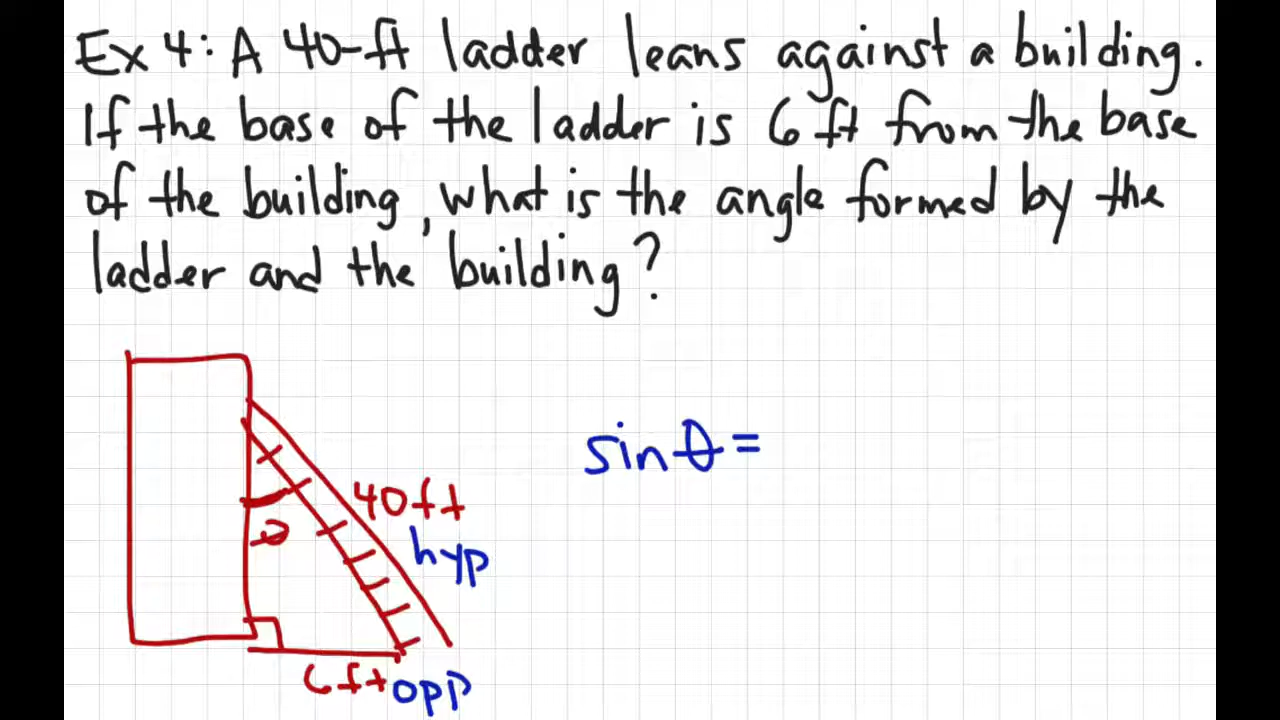 Ex 4: A 40-ft ladder leans against a building.
If the base of the ladder is 6 ft from the base
of the building, what is the angle formed by the
ladder and the building?
sin θ =
40ft
hyp
θ
6ft opp